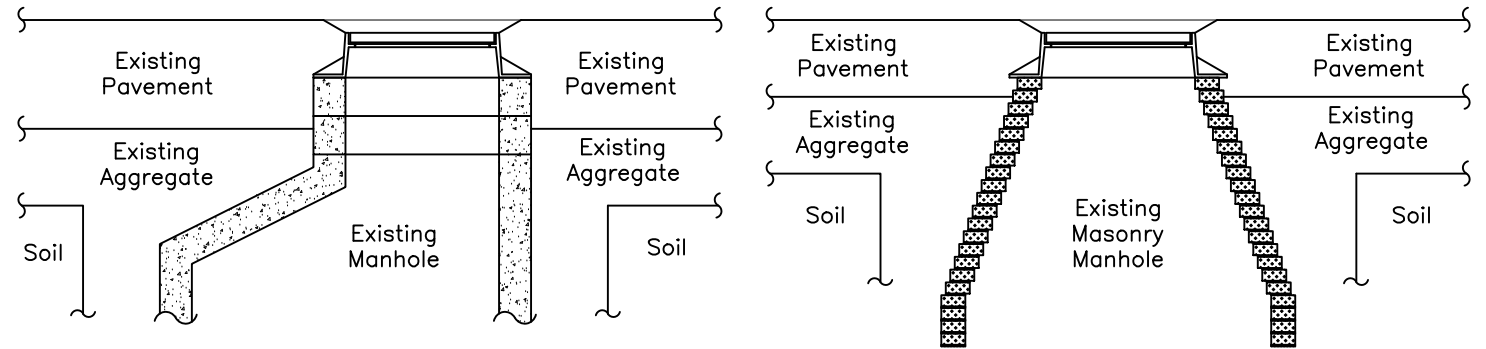 Existing
Pavement
Existing
Pavement
Existing
Aggregate
Existing
Aggregate
Soil
Existing
Manhole
Soil
Existing
Pavement
Existing
Pavement
Existing
Aggregate
Existing
Aggregate
Soil
Existing
Masonry
Manhole
Soil